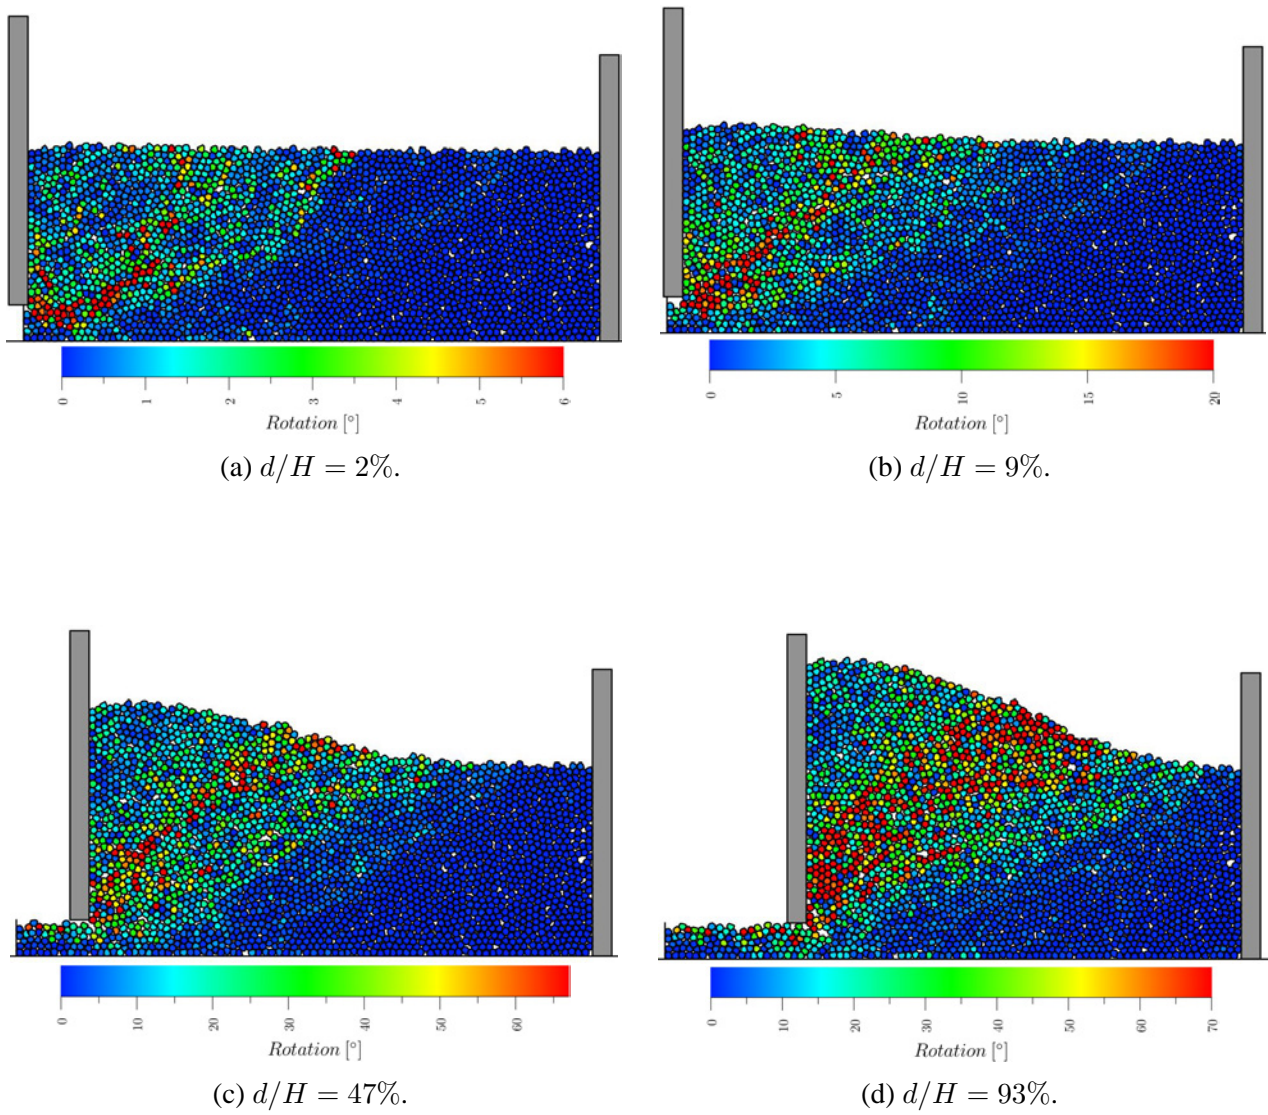 0 1 2 3 4 5 6
Rotation [°]
(a) d/H = 2%.
0 5 10 15 20
Rotation [°]
(b) d/H = 9%.
0 10 20 30 40 50 60
Rotation [°]
(c) d/H = 47%.
0 10 20 30 40 50 60 70
Rotation [°]
(d) d/H = 93%.